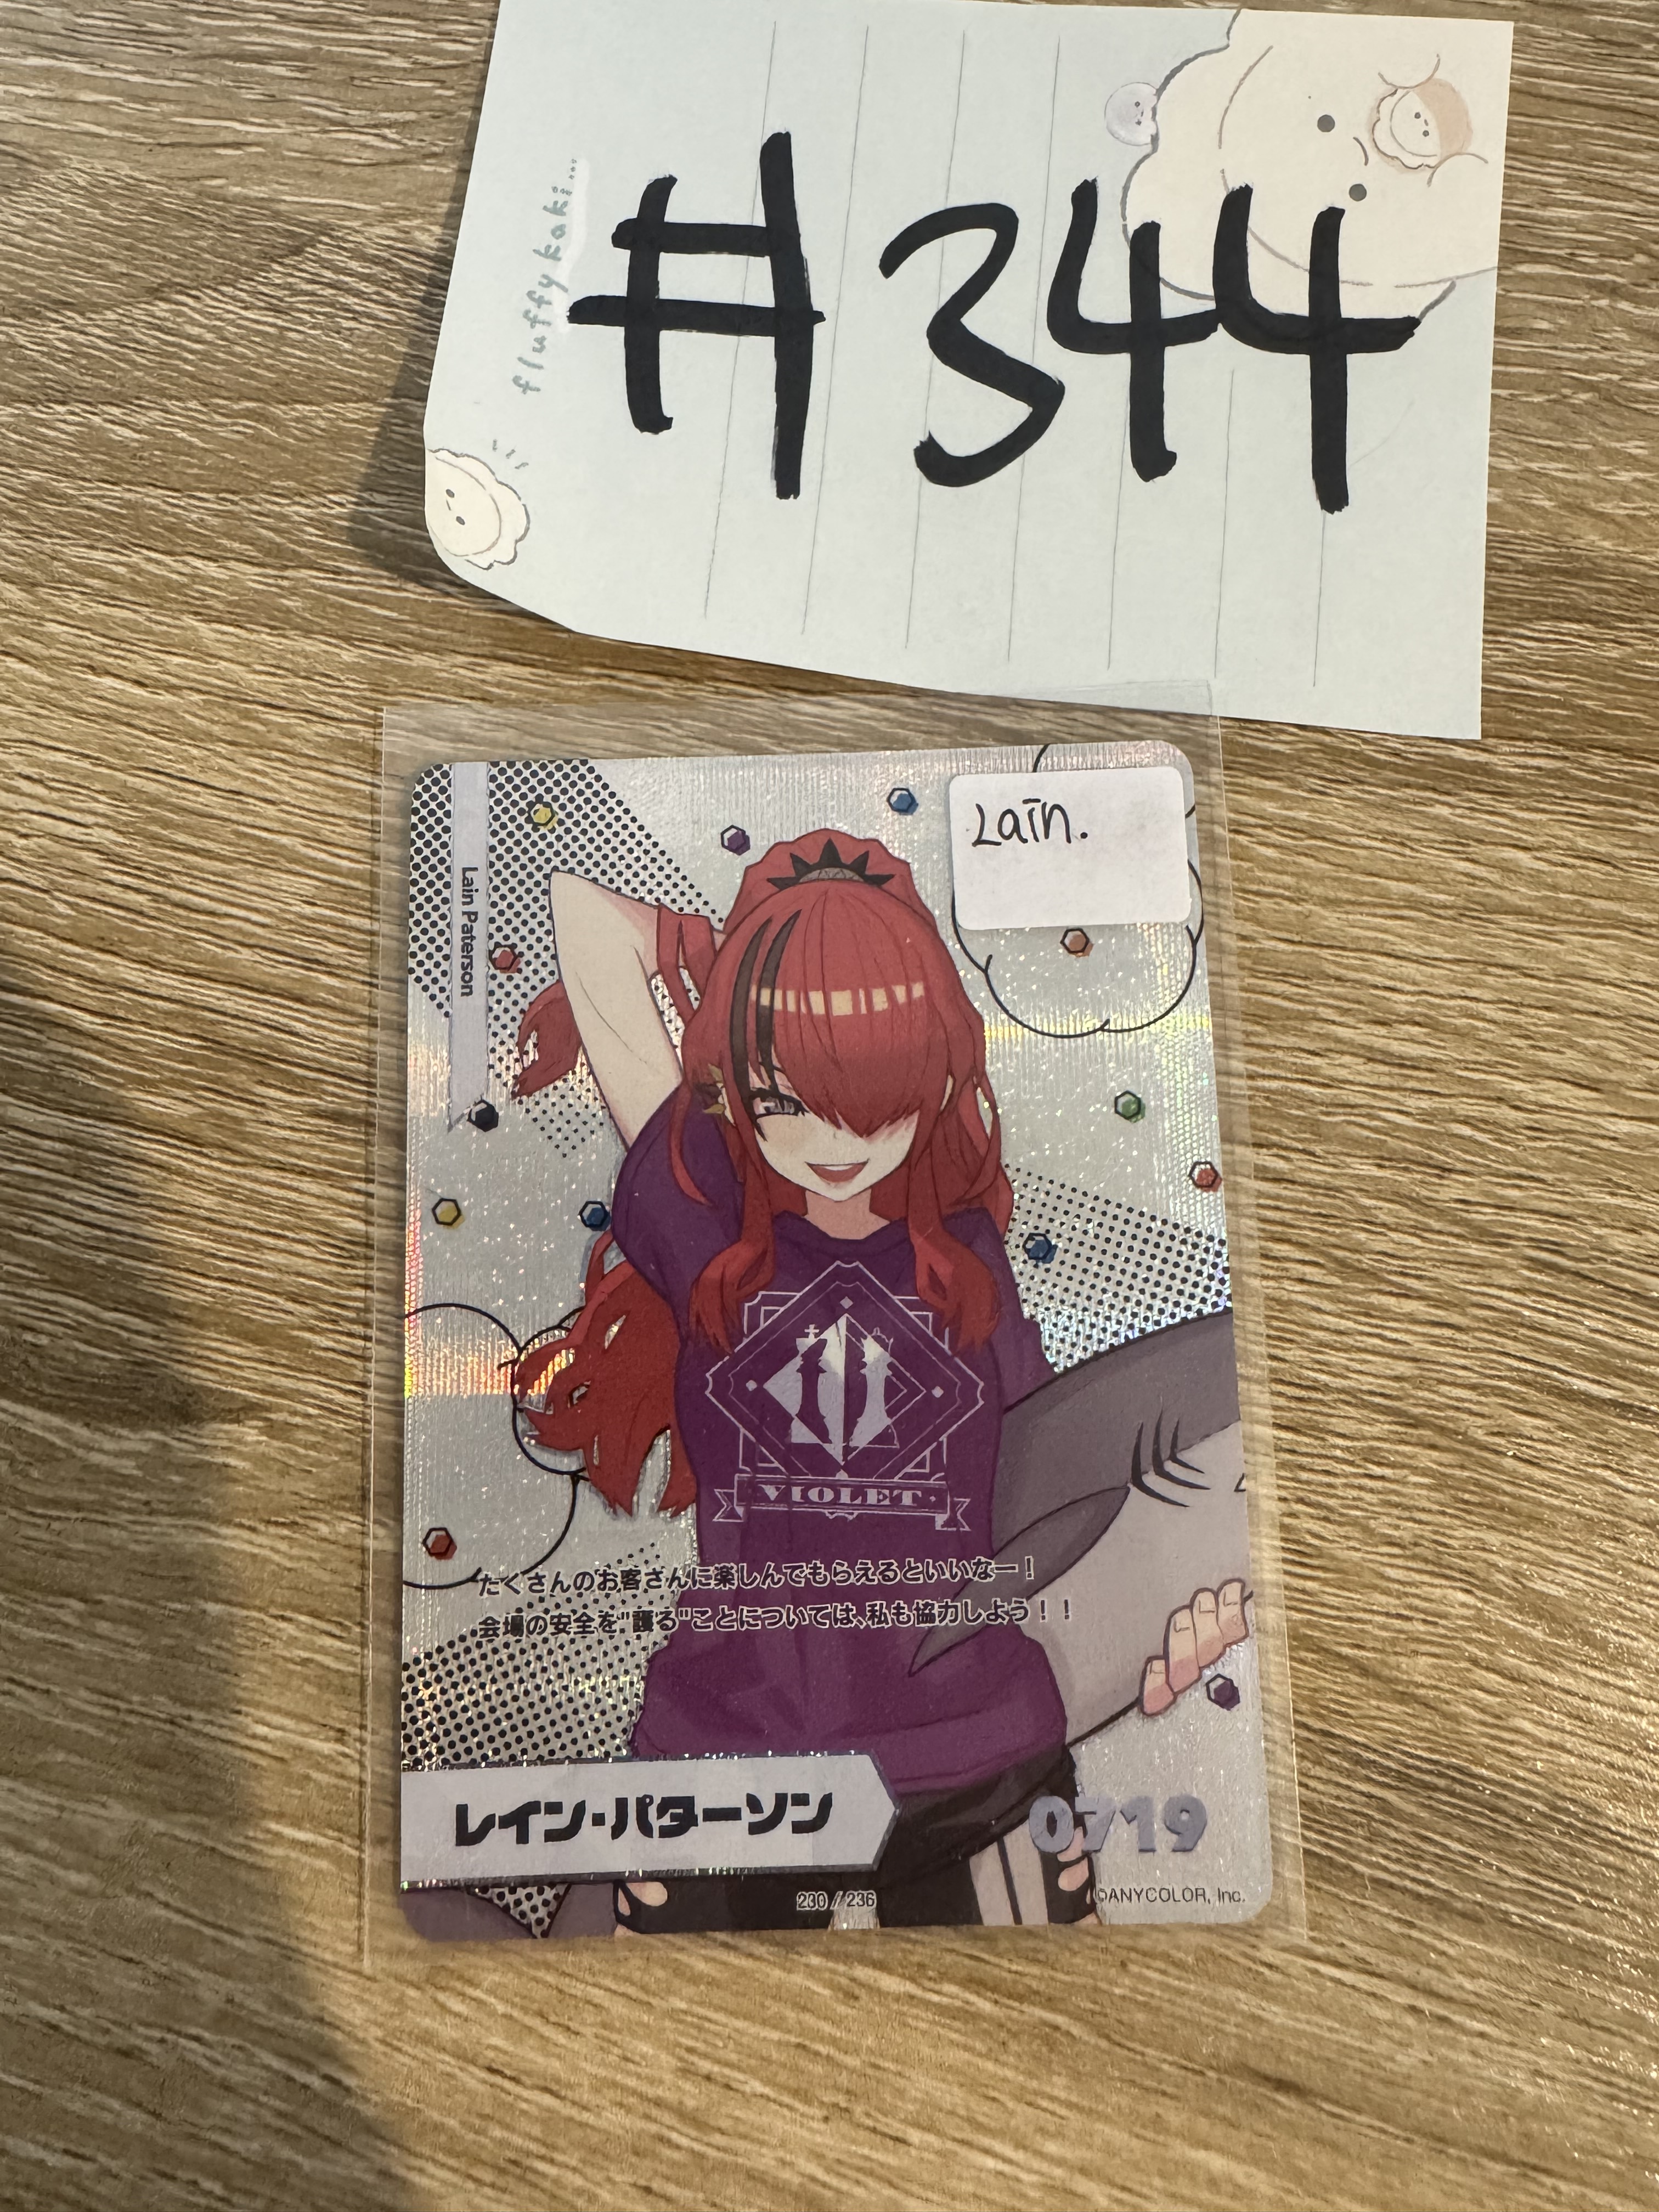 #344
fluffy kaki...
Lain.
Lain Paterson
VIOLET
たくさんのお客さんに楽しんでもらえるといいなー！
会場の安全を"護る"ことについては、私も協力しよう！！
レイン・パターソン
0719
230 / 236
©ANYCOLOR, Inc.